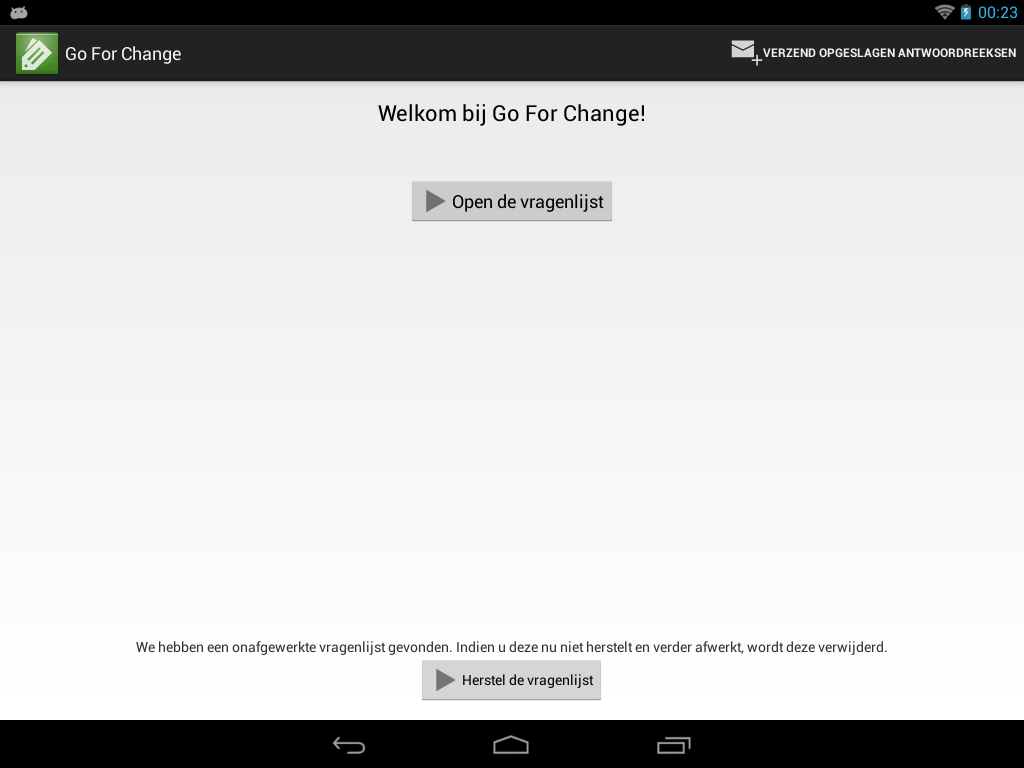 00:23
Go For Change
VERZEND OPGESLAGEN ANTWOORDREEKSEN
Welkom bij Go For Change!
Open de vragenlijst
We hebben een onafgewerkte vragenlijst gevonden. Indien u deze nu niet herstelt en verder afwerkt, wordt deze verwijderd.
Herstel de vragenlijst